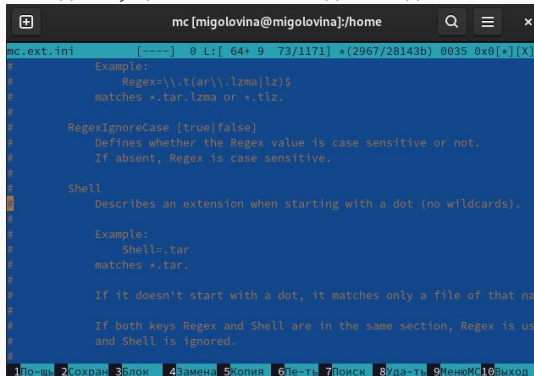 mc [migolovina@migolovina]:/home
mc.ext.ini [----] 0 L:[ 64+ 9 73/1171] *(2967/28143b) 0035 0x0[*][X]
# Example:
# Regex=\\.t(ar\\.lzma|lz)$
# matches *.tar.lzma or *.tlz.
#
# RegexIgnoreCase [true|false]
# Defines whether the Regex value is case sensitive or not.
# If absent, Regex is case sensitive.
#
# Shell
# Describes an extension when starting with a dot (no wildcards).
#
# Example:
# Shell=.tar
# matches *.tar.
#
# If it doesn't start with a dot, it matches only a file of that na
#
# If both keys Regex and Shell are in the same section, Regex is us
# and Shell is ignored.
#
1По~щь 2Сохран 3Блок 4Замена 5Копия 6Пе~ть 7Поиск 8Уда~ть 9МенюMC 10Выход